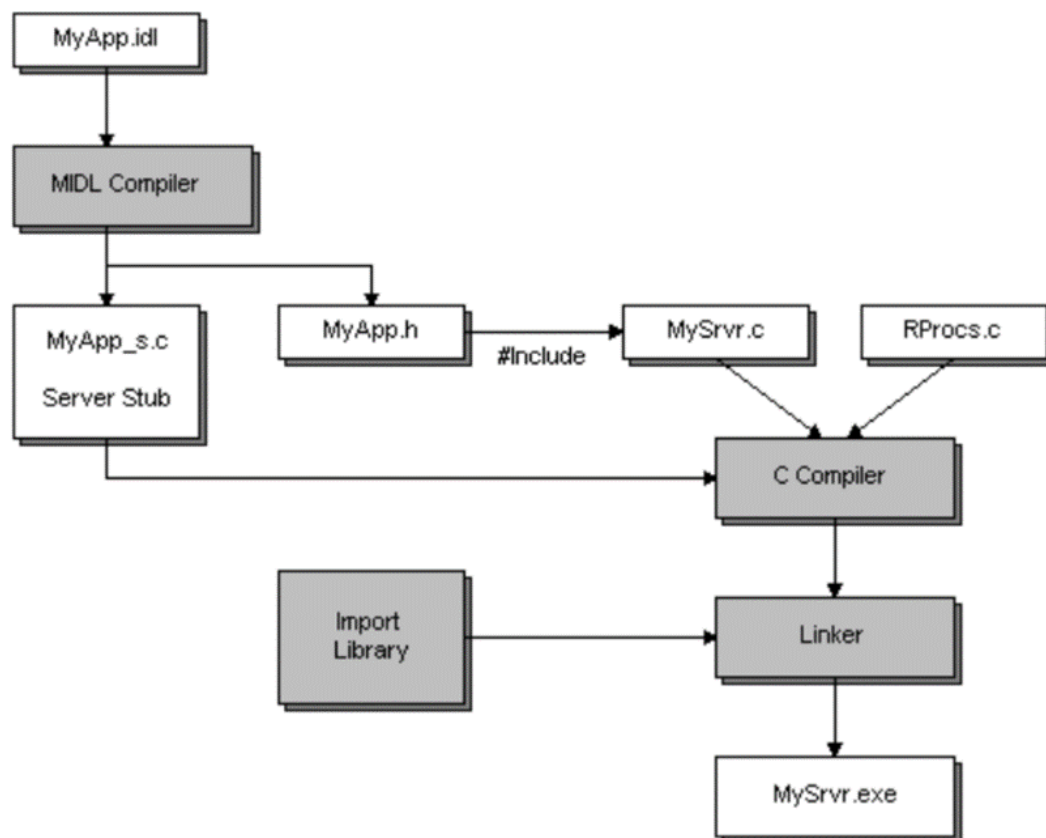 MyApp.idl
MIDL Compiler
MyApp_s.c
Server Stub
MyApp.h
#Include
MySrvr.c
RProcs.c
C Compiler
Import
Library
Linker
MySrvr.exe